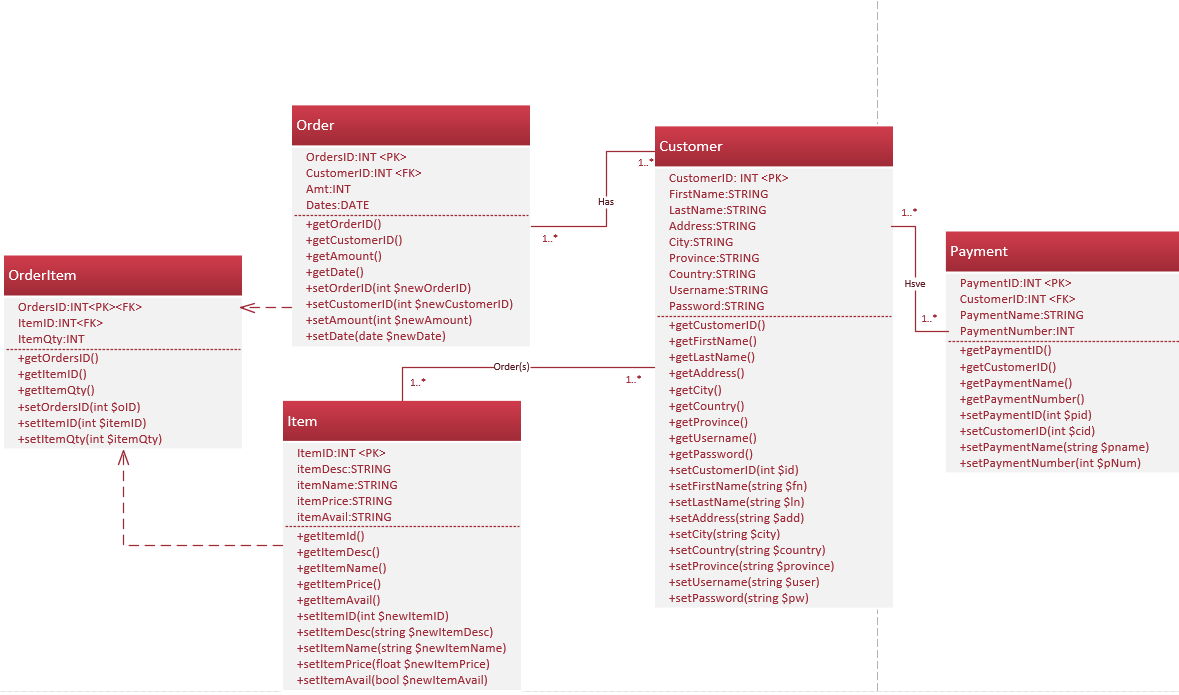 Order
OrdersID:INT <PK>
CustomerID:INT <FK>
Amt:INT
Dates:DATE
+getOrderID()
+getCustomerID()
+getAmount()
+getDate()
+setOrderID(int $newOrderID)
+setCustomerID(int $newCustomerID)
+setAmount(int $newAmount)
+setDate(date $newDate)
OrderItem
OrdersID:INT<PK><FK>
ItemID:INT<FK>
ItemQty:INT
+getOrdersID()
+getItemID()
+getItemQty()
+setOrdersID(int $oID)
+setItemID(int $itemID)
+setItemQty(int $itemQty)
1..*
Has
1..*
Order(s)
1..*
1..*
Item
ItemID:INT <PK>
itemDesc:STRING
itemName:STRING
itemPrice:STRING
itemAvail:STRING
+getItemId()
+getItemDesc()
+getItemName()
+getItemPrice()
+getItemAvail()
+setItemID(int $newItemID)
+setItemDesc(string $newItemDesc)
+setItemName(string $newItemName)
+setItemPrice(float $newItemPrice)
+setItemAvail(bool $newItemAvail)
Customer
CustomerID: INT <PK>
FirstName:STRING
LastName:STRING
Address:STRING
City:STRING
Province:STRING
Country:STRING
Username:STRING
Password:STRING
+getCustomerID()
+getFirstName()
+getLastName()
+getAddress()
+getCity()
+getCountry()
+getProvince()
+getUsername()
+getPassword()
+setCustomerID(int $id)
+setFirstName(string $fn)
+setLastName(string $ln)
+setAddress(string $add)
+setCity(string $city)
+setCountry(string $country)
+setProvince(string $province)
+setUsername(string $user)
+setPassword(string $pw)
1..*
Hsve
1..*
Payment
PaymentID:INT <PK>
CustomerID:INT <FK>
PaymentName:STRING
PaymentNumber:INT
+getPaymentID()
+getCustomerID()
+getPaymentName()
+getPaymentNumber()
+setPaymentID(int $pid)
+setCustomerID(int $cid)
+setPaymentName(string $pname)
+setPaymentNumber(int $pNum)